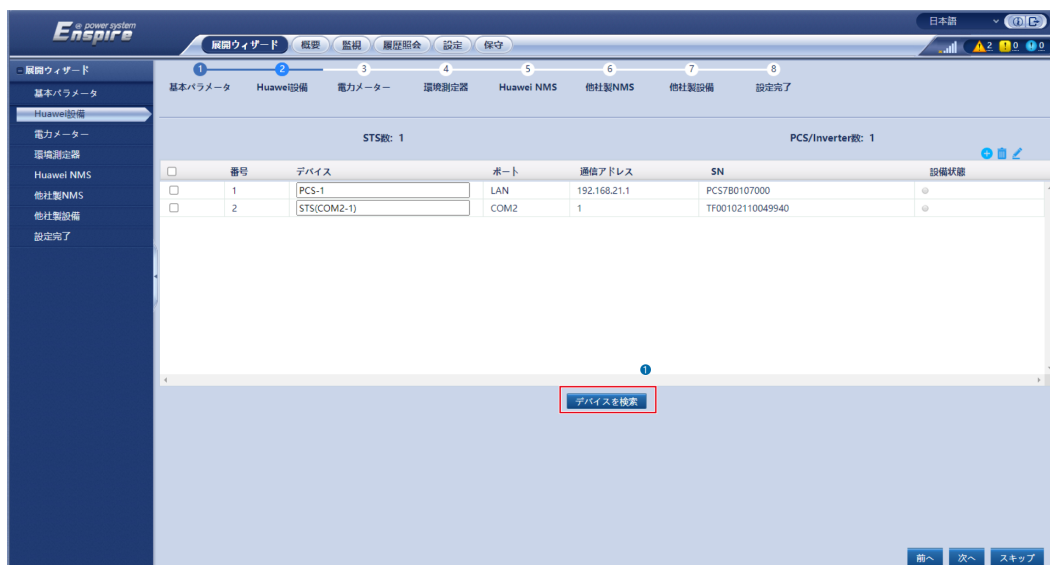 Enspire e power system
日本語
展開ウィザード 概要 監視 履歴照会 設定 保守
2 0 0
展開ウィザード
基本パラメータ
Huawei設備
電力メーター
環境測定器
Huawei NMS
他社製NMS
他社製設備
設定完了
1 2 3 4 5 6 7 8
基本パラメータ Huawei設備 電力メーター 環境測定器 Huawei NMS 他社製NMS 他社製設備 設定完了
STS数: 1 PCS/Inverter数: 1
番号 デバイス ポート 通信アドレス SN 設備状態
1 PCS-1 LAN 192.168.21.1 PCS7B0107000
2 STS(COM2-1) COM2 1 TF00102110049940
1
デバイスを検索
前へ 次へ スキップ